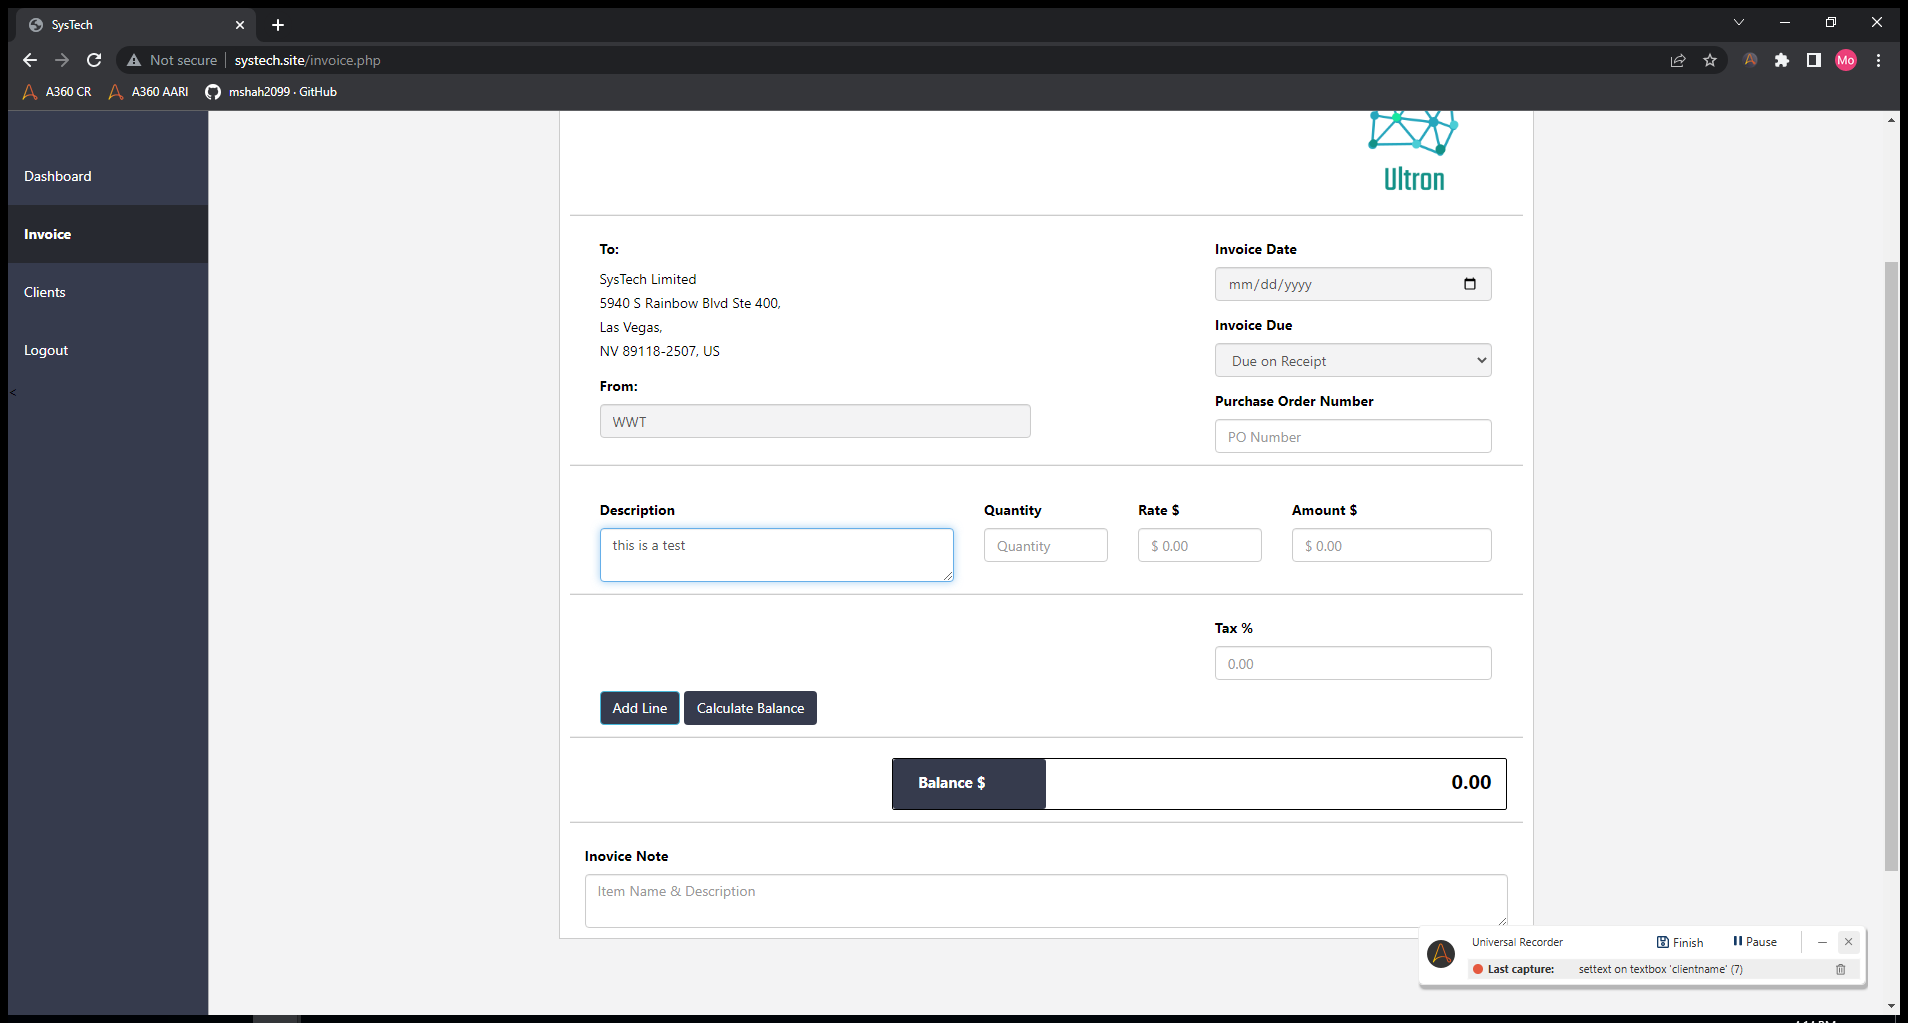 SysTech
Not secure systech.site/invoice.php
Mo
A360 CR A360 AARI mshah2099 · GitHub
Dashboard
Invoice
Clients
Logout
<
Ultron
To:
SysTech Limited
5940 S Rainbow Blvd Ste 400,
Las Vegas,
NV 89118-2507, US
From:
WWT
Invoice Date
mm/dd/yyyy
Invoice Due
Due on Receipt
Purchase Order Number
PO Number
Description Quantity Rate $ Amount $
this is a test Quantity $ 0.00 $ 0.00
Tax %
0.00
Add Line Calculate Balance
Balance $ 0.00
Inovice Note
Item Name & Description
Universal Recorder Finish Pause
Last capture: settext on textbox 'clientname' (7)